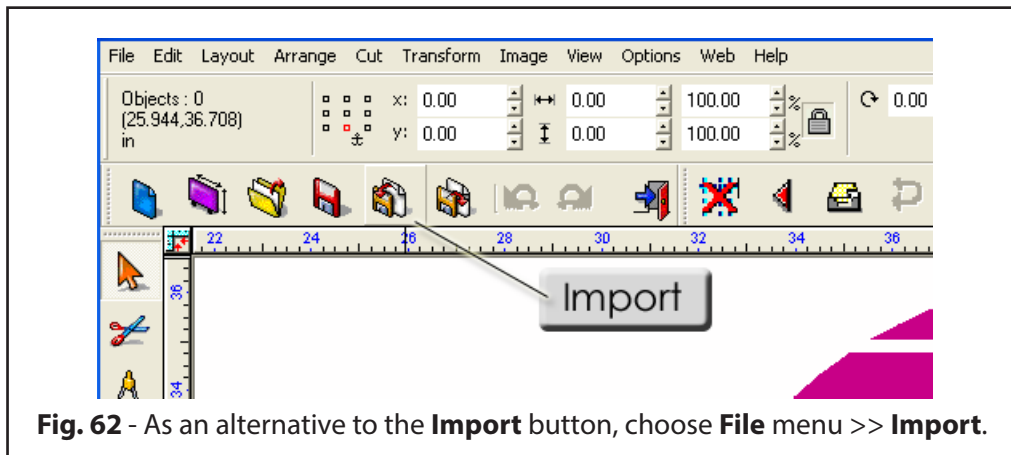 File Edit Layout Arrange Cut Transform Image View Options Web Help
Objects : 0
(25.944,36.708)
in
x: 0.00 0.00 100.00 % 0.00
y: 0.00 0.00 100.00 %
22 24 26 28 30 32 34 36
36
Import
34
Fig. 62 - As an alternative to the Import button, choose File menu >> Import.